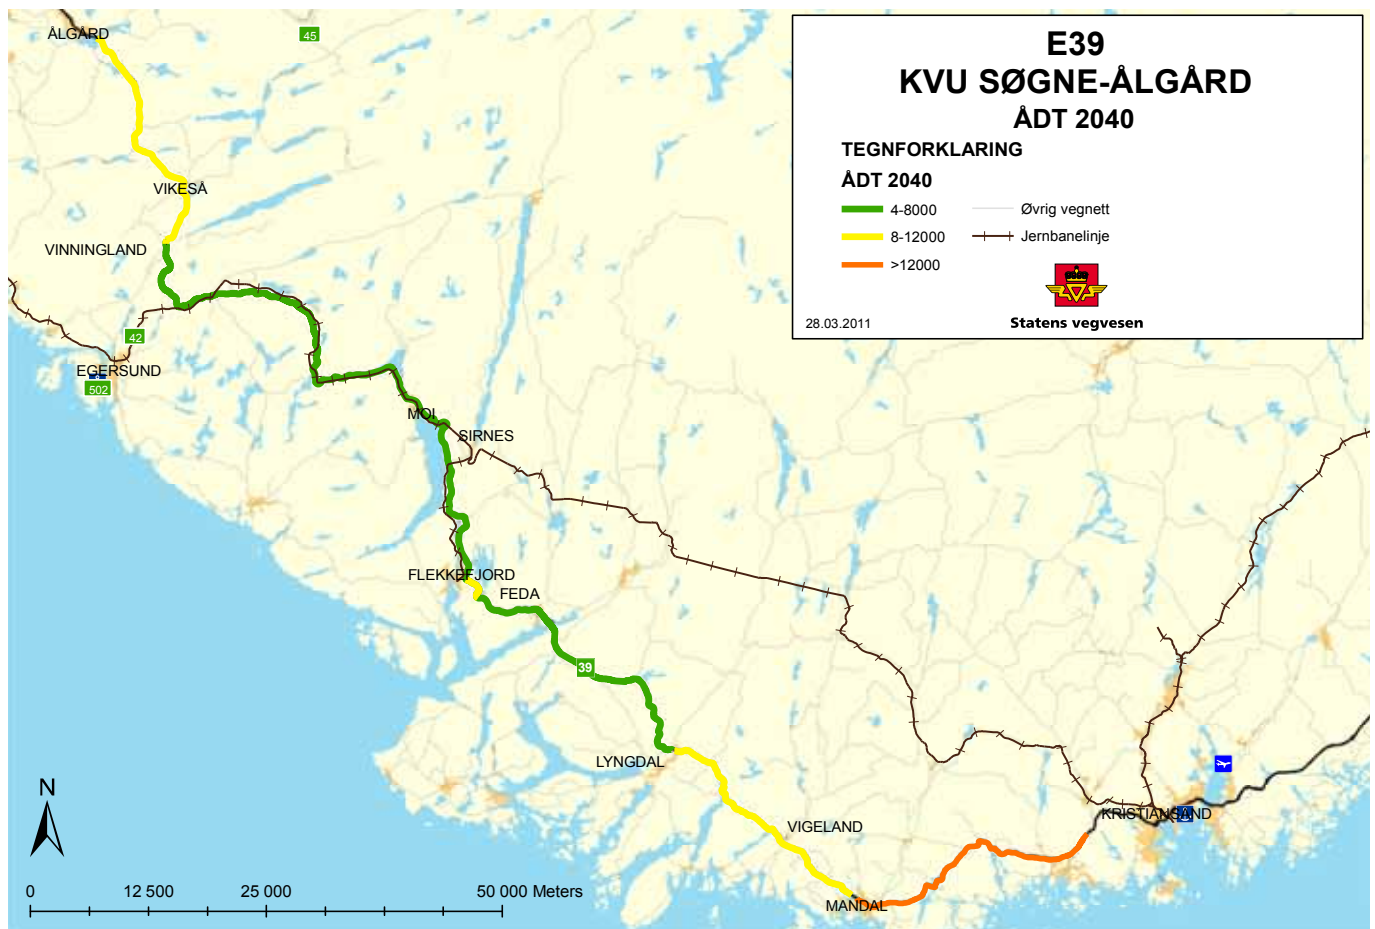 E39
KVU SØGNE-ÅLGÅRD
ÅDT 2040
TEGNFORKLARING
ÅDT 2040
4-8000
Øvrig vegnett
8-12000
Jernbanelinje
>12000
28.03.2011
Statens vegvesen
ÅLGÅRD
45
VIKESÅ
VINNINGLAND
42
EGERSUND
502
MOI
SIRNES
FLEKKEFJORD
FEDA
39
LYNGDAL
VIGELAND
KRISTIANSAND
MANDAL
N
0
12 500
25 000
50 000 Meters